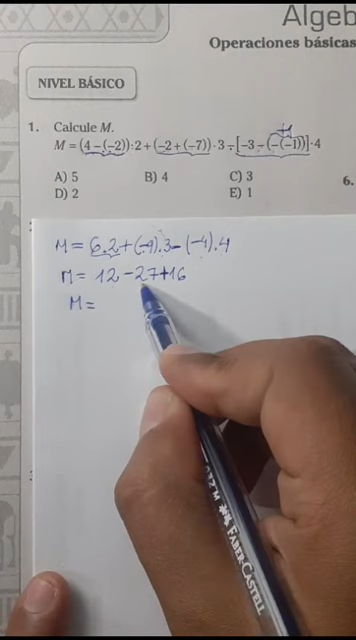 Algeb
Operaciones básicas
NIVEL BÁSICO
1. Calcule M.
+1
M = (4−(−2))·2+(−2+(−7))·3−[−3−(−(−1))]·4
A) 5 B) 4 C) 3
D) 2 E) 1
6.
M = 6.2+(-9).3-(-4).4
M = 12-27+16
M =
FABER-CASTELL